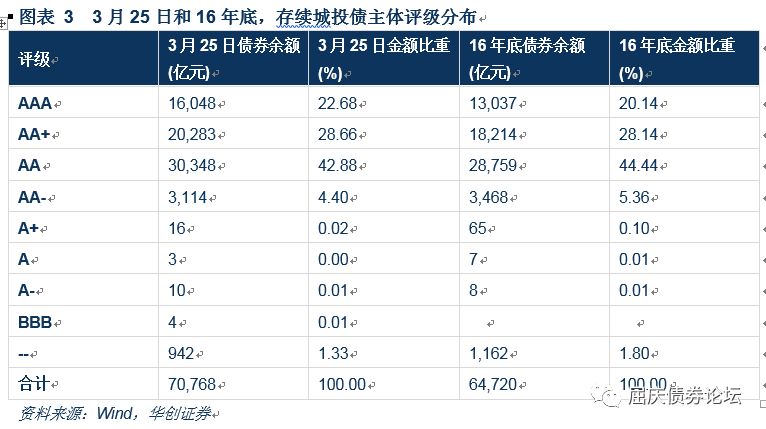 图表 3 3 月 25 日和 16 年底，存续城投债主体评级分布
评级 3 月 25 日债券余额(亿元) 3 月 25 日金额比重(%) 16 年底债券余额(亿元) 16 年底金额比重(%)
AAA 16,048 22.68 13,037 20.14
AA+ 20,283 28.66 18,214 28.14
AA 30,348 42.88 28,759 44.44
AA- 3,114 4.40 3,468 5.36
A+ 16 0.02 65 0.10
A 3 0.00 7 0.01
A- 10 0.01 8 0.01
BBB 4 0.01
-- 942 1.33 1,162 1.80
合计 70,768 100.00 64,720 100.00
资料来源：Wind，华创证券
屈庆债券论坛